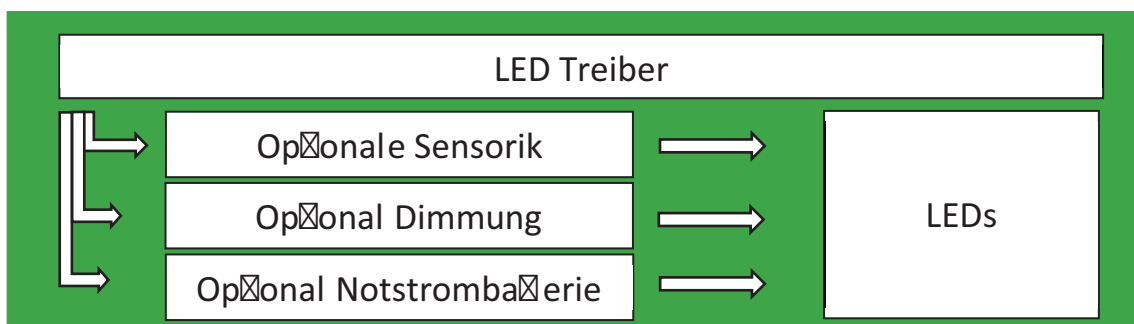 LED Treiber
Op☒onale Sensorik
Op☒onal Dimmung
Op☒onal Notstromba☒erie
LEDs